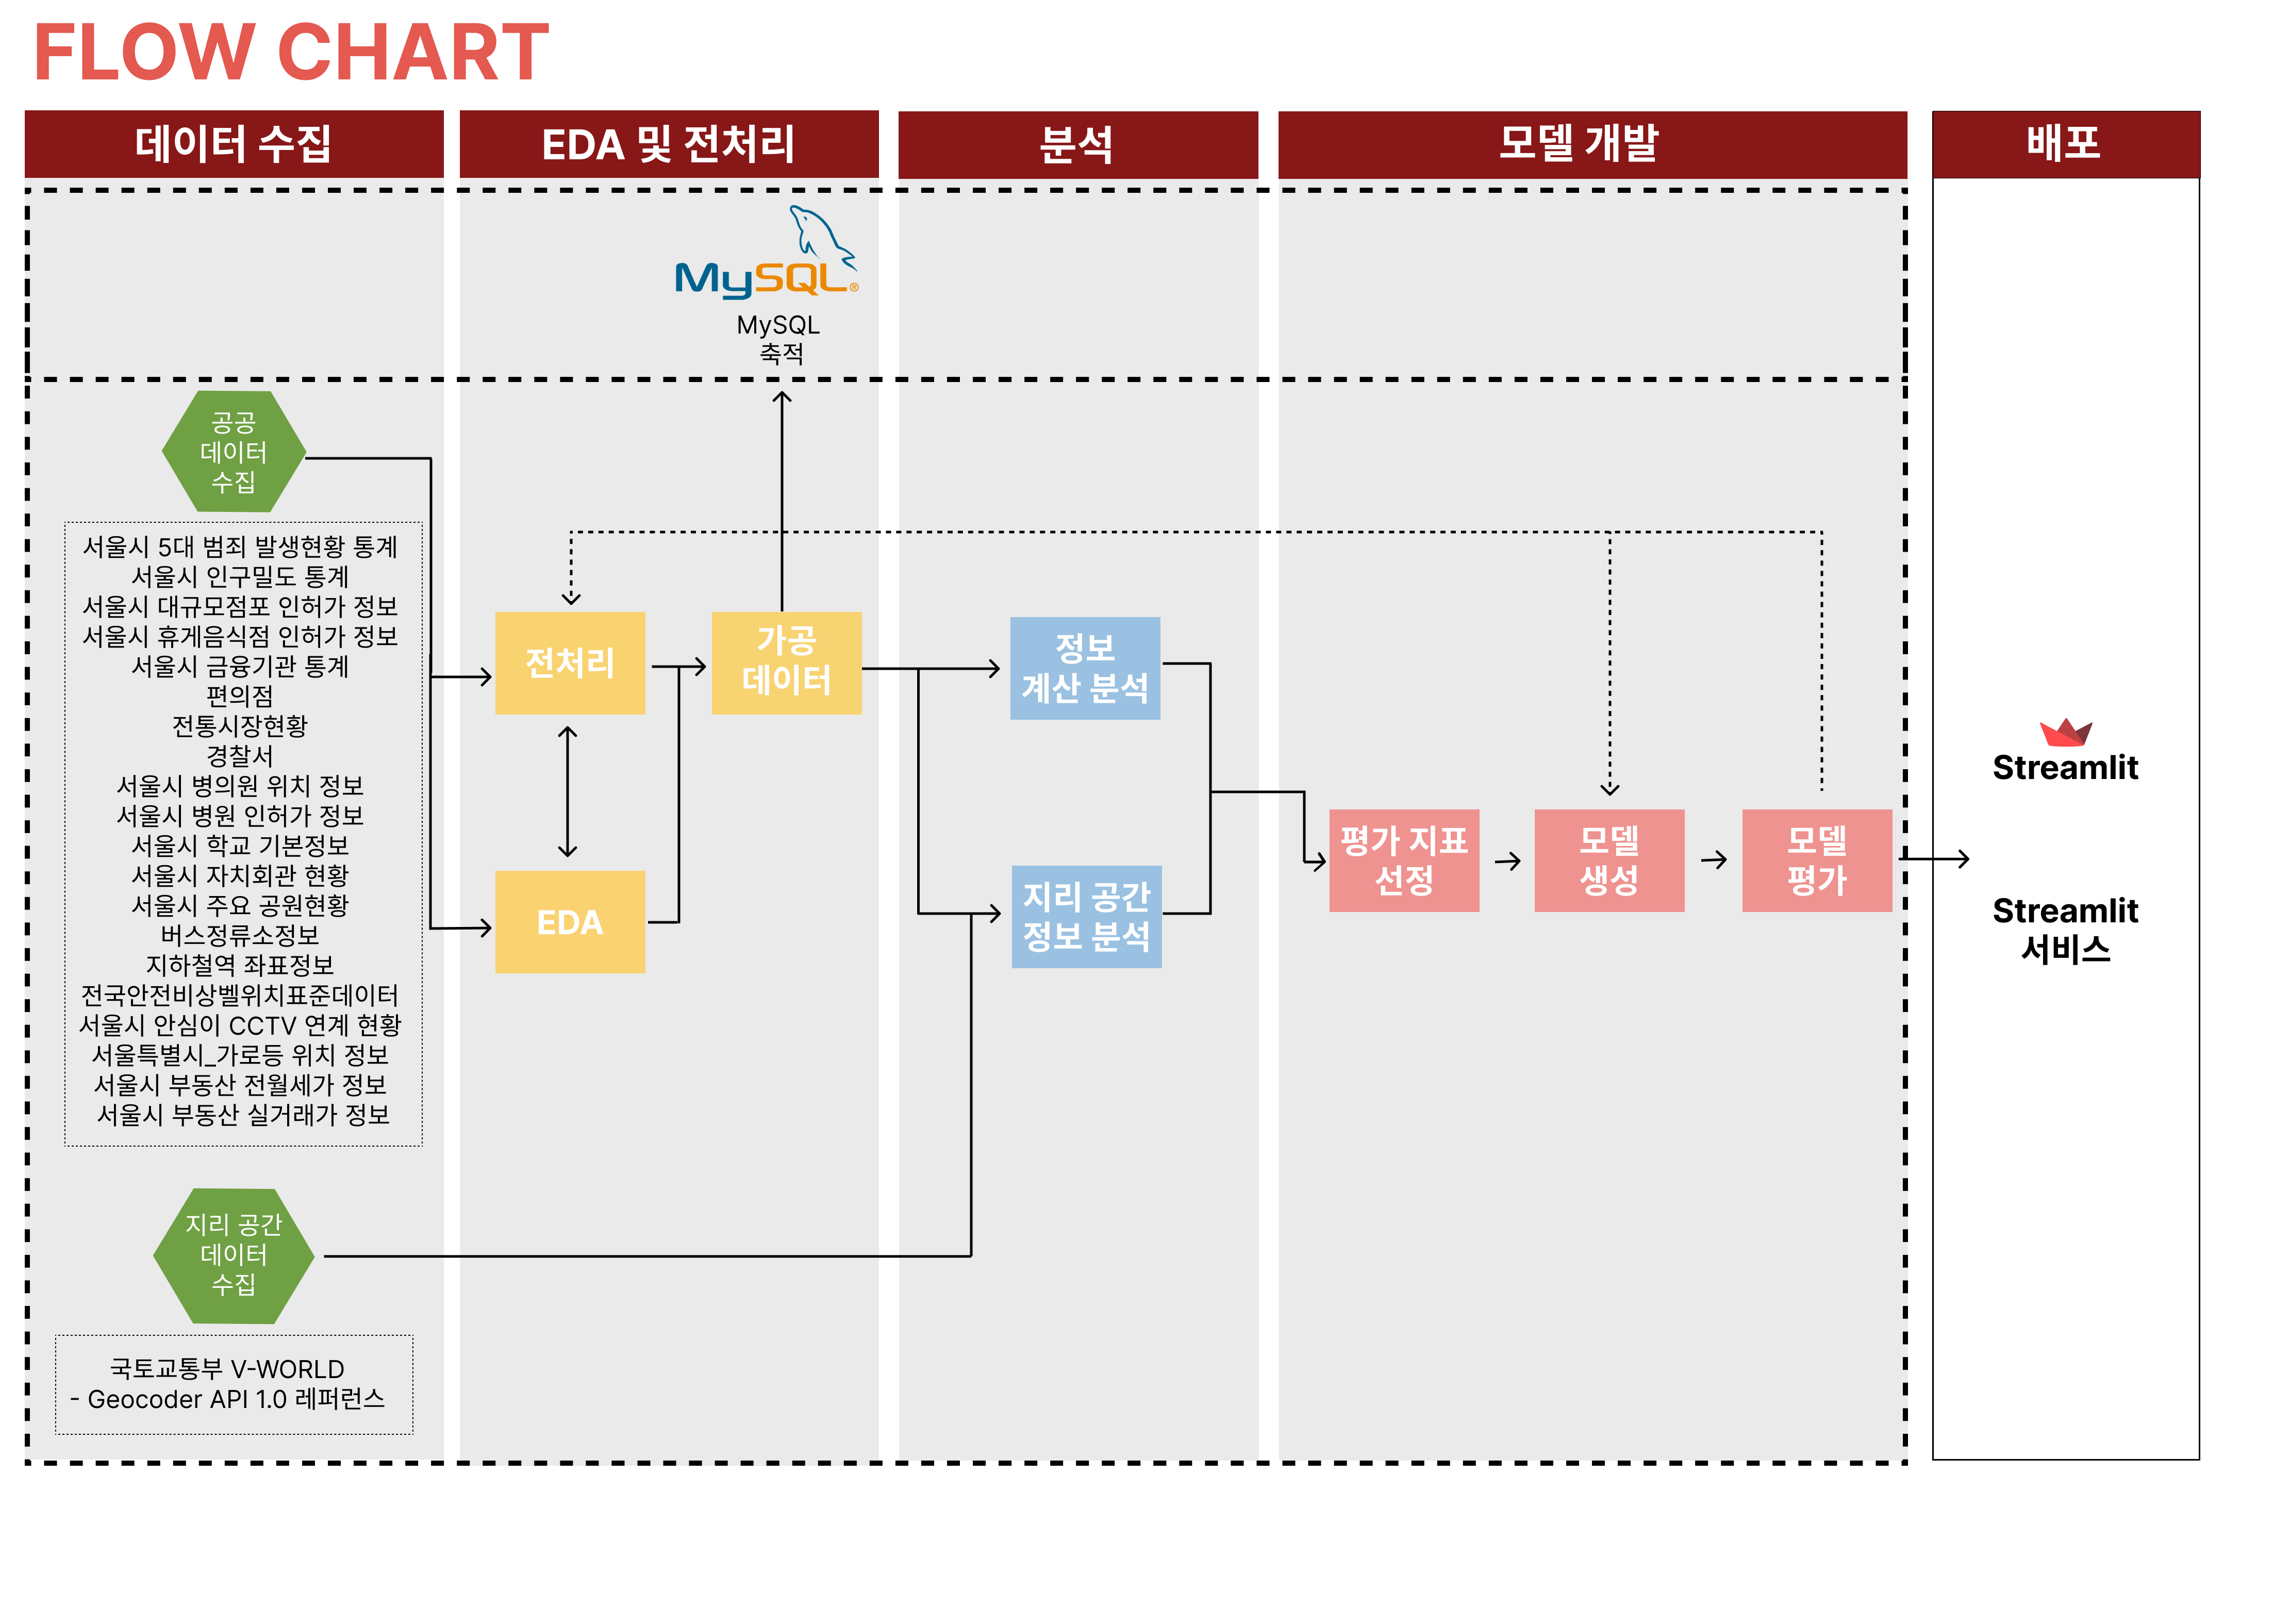 FLOW CHART
데이터 수집
EDA 및 전처리
분석
모델 개발
배포
MySQL®
MySQL
축적
공공
데이터
수집
서울시 5대 범죄 발생현황 통계
서울시 인구밀도 통계
서울시 대규모점포 인허가 정보
서울시 휴게음식점 인허가 정보
서울시 금융기관 통계
편의점
전통시장현황
경찰서
서울시 병의원 위치 정보
서울시 병원 인허가 정보
서울시 학교 기본정보
서울시 자치회관 현황
서울시 주요 공원현황
버스정류소정보
지하철역 좌표정보
전국안전비상벨위치표준데이터
서울시 안심이 CCTV 연계 현황
서울특별시_가로등 위치 정보
서울시 부동산 전월세가 정보
서울시 부동산 실거래가 정보
지리 공간
데이터
수집
국토교통부 V-WORLD
- Geocoder API 1.0 레퍼런스
전처리
EDA
가공
데이터
정보
계산 분석
지리 공간
정보 분석
평가 지표
선정
모델
생성
모델
평가
Streamlit
Streamlit
서비스